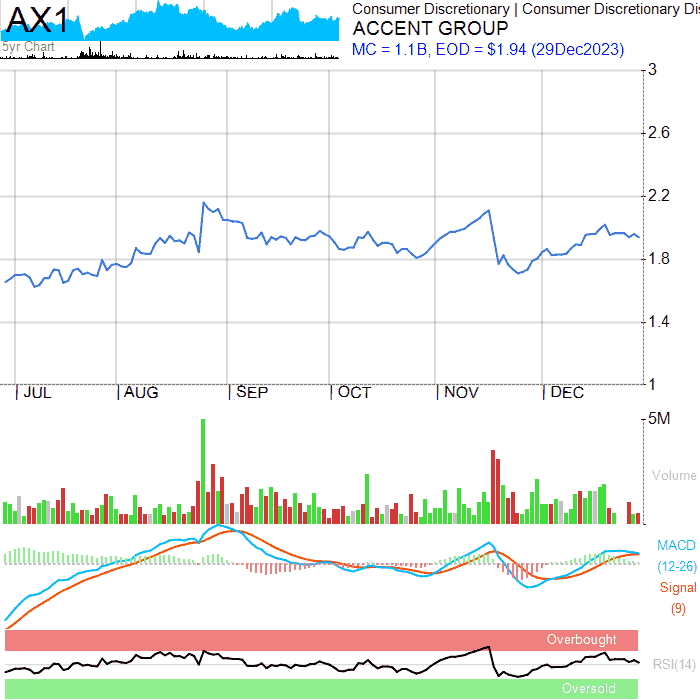 AX1
5yr Chart
Consumer Discretionary | Consumer Discretionary Dis
ACCENT GROUP
MC = 1.1B, EOD = $1.94 (29Dec2023)
3
2.6
2.2
1.8
1.4
1
JUL AUG SEP OCT NOV DEC
5M
Volume
MACD
(12-26)
Signal
(9)
Overbought
RSI(14)
Oversold